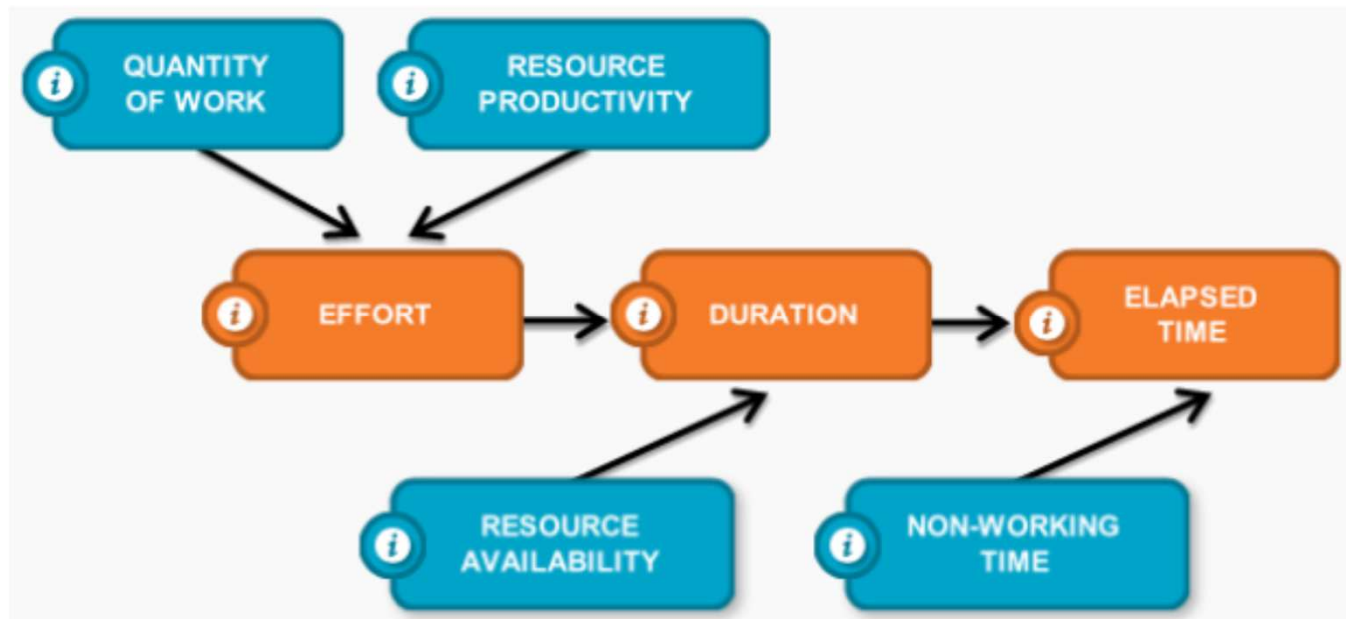 i
QUANTITY
OF WORK
i
RESOURCE
PRODUCTIVITY
i
EFFORT
i
DURATION
i
ELAPSED
TIME
i
RESOURCE
AVAILABILITY
i
NON-WORKING
TIME